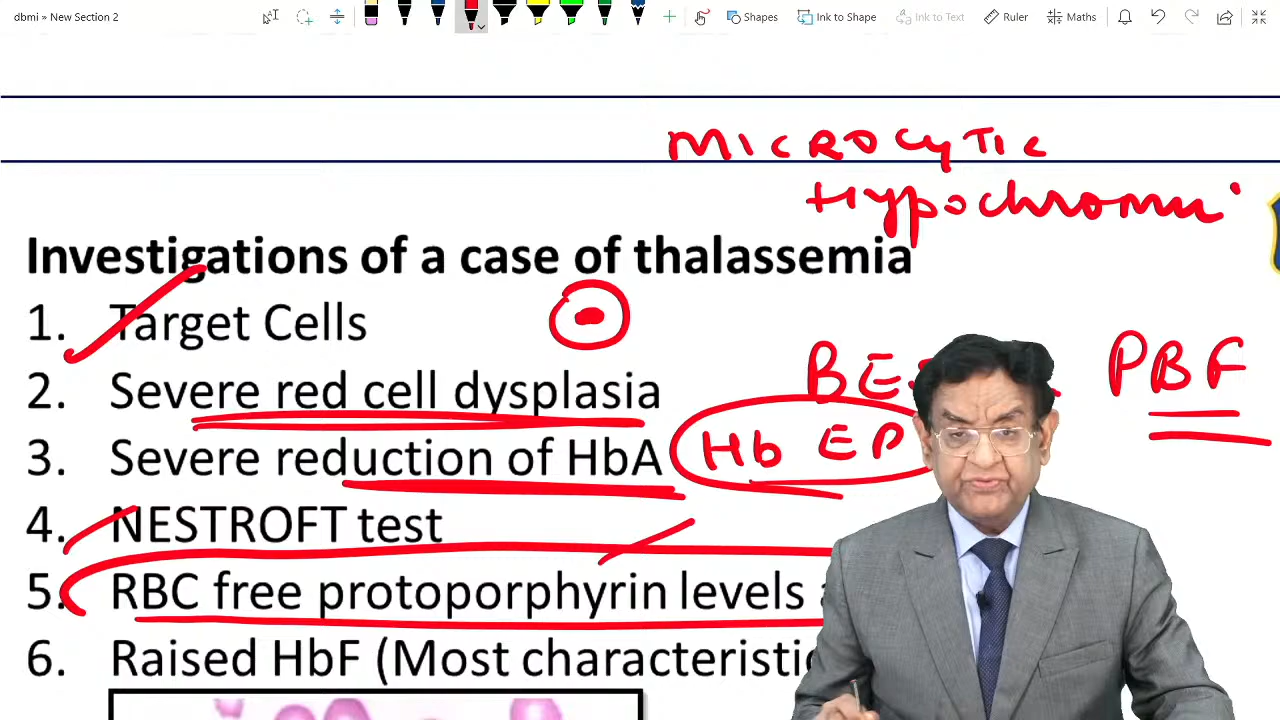 dbmi » New Section 2
Shapes
Ink to Shape
Ink to Text
Ruler
Maths
MICROCYTIC
Hypochromic
Investigations of a case of thalassemia
1. Target Cells
2. Severe red cell dysplasia
PBF
3. Severe reduction of HbA
Hb EP
4. NESTROFT test
5. RBC free protoporphyrin levels
6. Raised HbF (Most characteristic